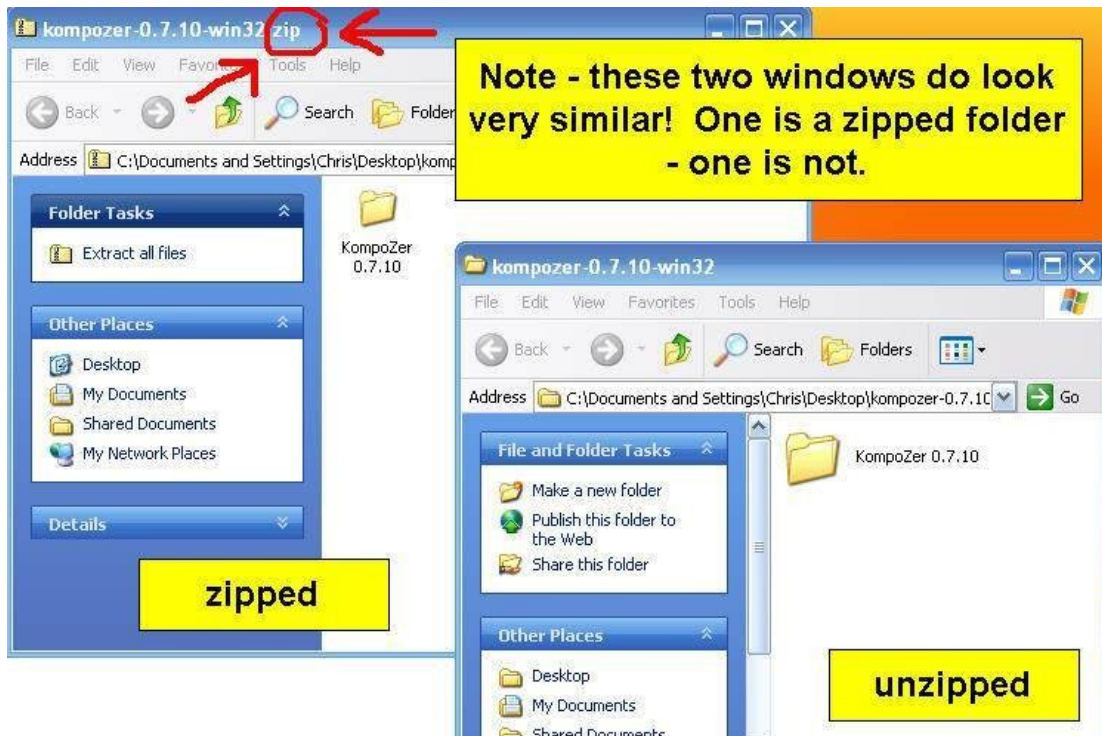 kompozer-0.7.10-win32.zip
File Edit View Favorites Tools Help
Back Search Folder
Address C:\Documents and Settings\Chris\Desktop\komp
Note - these two windows do look
very similar! One is a zipped folder
- one is not.
Folder Tasks
Extract all files
Other Places
Desktop
My Documents
Shared Documents
My Network Places
Details
KompoZer
0.7.10
zipped
kompozer-0.7.10-win32
File Edit View Favorites Tools Help
Back Search Folders
Address C:\Documents and Settings\Chris\Desktop\kompozer-0.7.10 Go
File and Folder Tasks
Make a new folder
Publish this folder to
the Web
Share this folder
Other Places
Desktop
My Documents
Shared Documents
KompoZer 0.7.10
unzipped